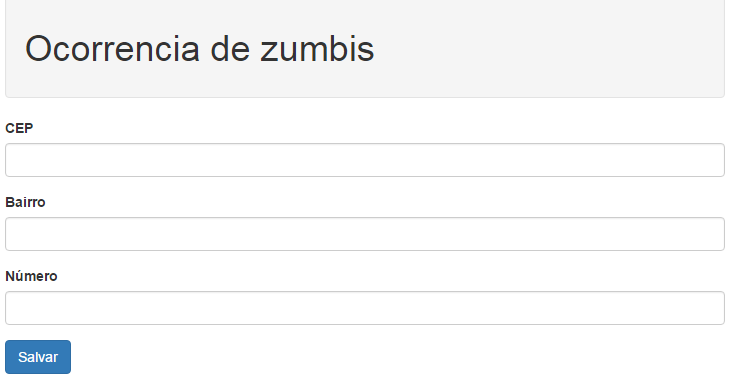 Ocorrencia de zumbis
CEP
Bairro
Número
Salvar